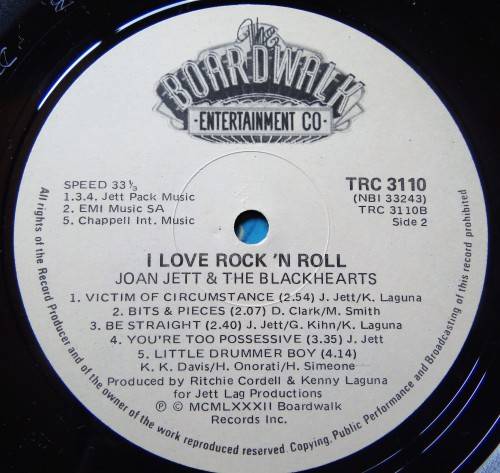 The
BOARDWALK
·ENTERTAINMENT CO·
SPEED 33 ⅓
1.3.4. Jett Pack Music
2. EMI Music SA
5. Chappell Int. Music
TRC 3110
(NBI 33243)
TRC 3110B
Side 2
I LOVE ROCK 'N ROLL
JOAN JETT & THE BLACKHEARTS
1. VICTIM OF CIRCUMSTANCE (2.54) J. Jett/K. Laguna
2. BITS & PIECES (2.07) D. Clark/M. Smith
3. BE STRAIGHT (2.40) J. Jett/G. Kihn/K. Laguna
4. YOU'RE TOO POSSESSIVE (3.35) J. Jett
5. LITTLE DRUMMER BOY (4.14)
K. K. Davis/H. Onorati/H. Simeone
Produced by Ritchie Cordell & Kenny Laguna
for Jett Lag Productions
℗ © MCMLXXXII Boardwalk
Records Inc.
All rights of the Record Producer and of the owner of the work reproduced reserved. Copying, Public Performance and Broadcasting of this record prohibited